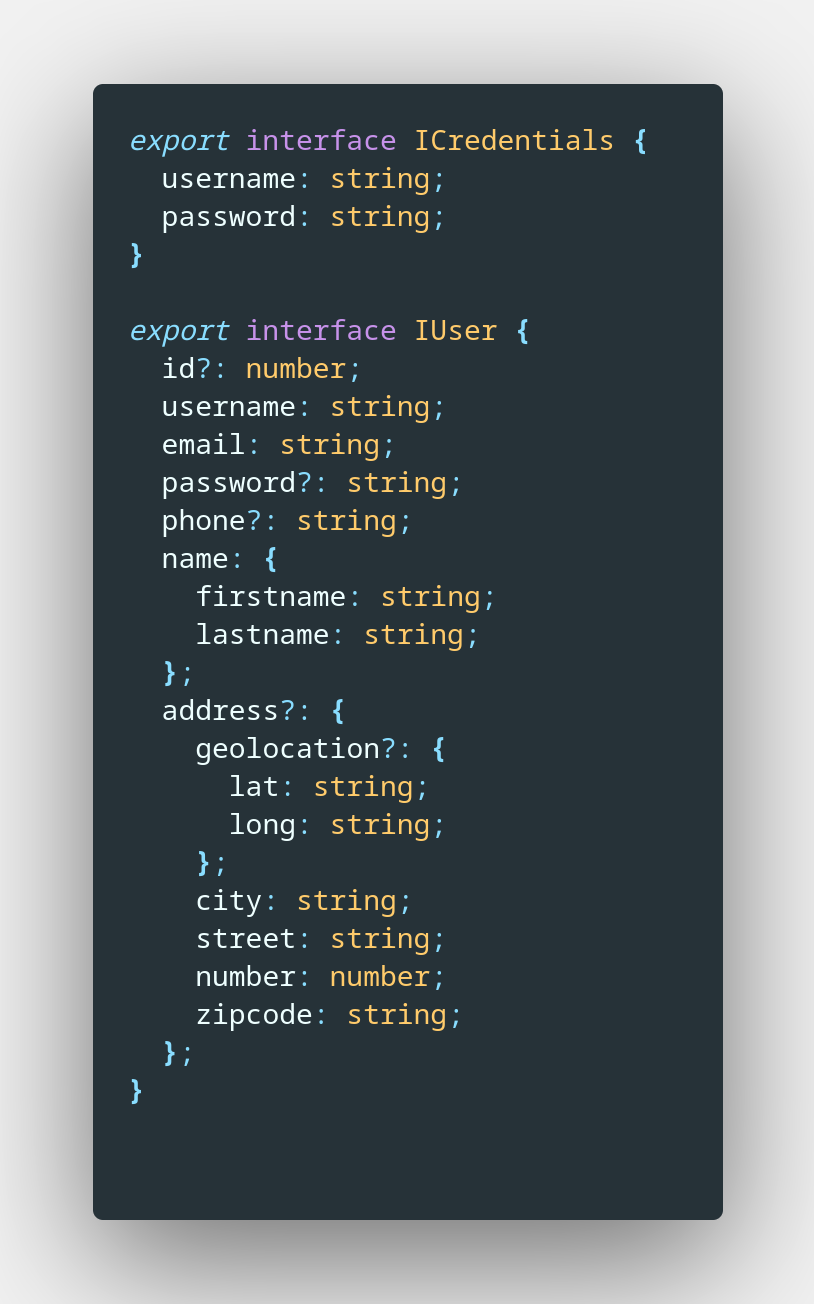 export interface ICredentials {
  username: string;
  password: string;
}

export interface IUser {
  id?: number;
  username: string;
  email: string;
  password?: string;
  phone?: string;
  name: {
    firstname: string;
    lastname: string;
  };
  address?: {
    geolocation?: {
      lat: string;
      long: string;
    };
    city: string;
    street: string;
    number: number;
    zipcode: string;
  };
}